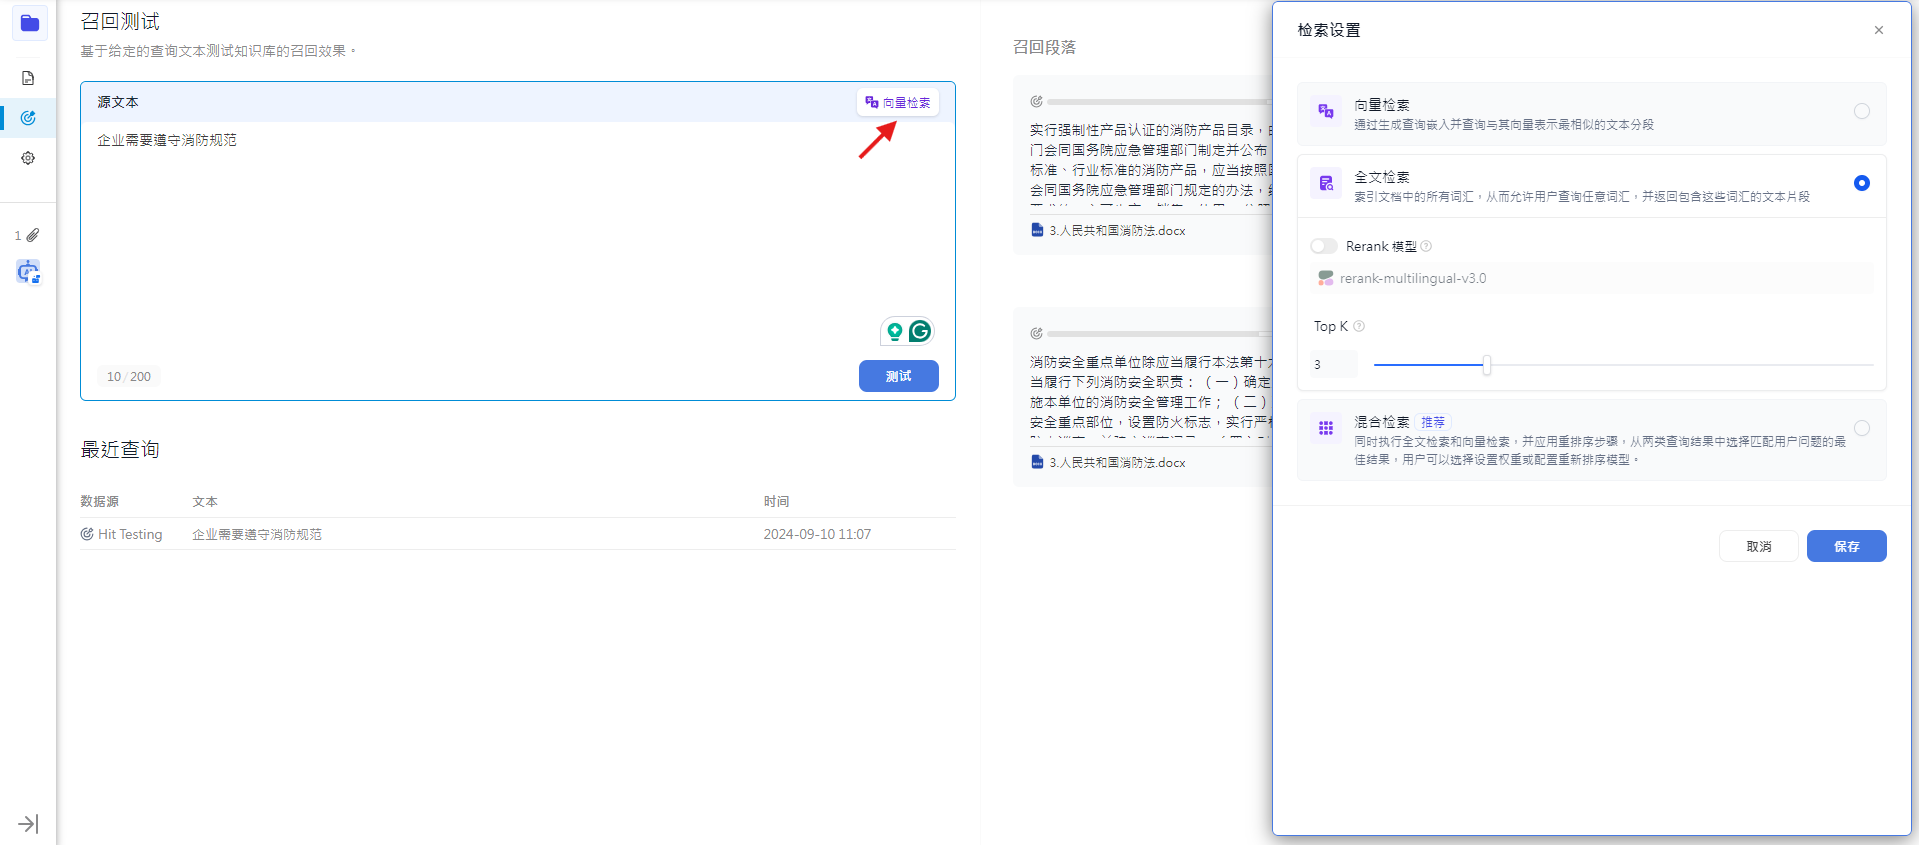 召回测试
基于给定的查询文本测试知识库的召回效果。
源文本
向量检索
企业需要遵守消防规范
10 / 200
测试
最近查询
数据源 文本 时间
Hit Testing 企业需要遵守消防规范 2024-09-10 11:07
1
召回段落
实行强制性产品认证的消防产品目录，
门会同国务院应急管理部门制定并公布
标准、行业标准的消防产品，应当按照
会同国务院应急管理部门规定的办法，
3.人民共和国消防法.docx
消防安全重点单位除应当履行本法第十
当履行下列消防安全职责：（一）确定
施本单位的消防安全管理工作；（二）
安全重点部位，设置防火标志，实行严
3.人民共和国消防法.docx
检索设置
向量检索
通过生成查询嵌入并查询与其向量表示最相似的文本分段
全文检索
索引文档中的所有词汇，从而允许用户查询任意词汇，并返回包含这些词汇的文本片段
Rerank 模型
rerank-multilingual-v3.0
Top K
3
混合检索 推荐
同时执行全文检索和向量检索，并应用重排序步骤，从两类查询结果中选择匹配用户问题的最
佳结果，用户可以选择设置权重或配置重新排序模型。
取消
保存